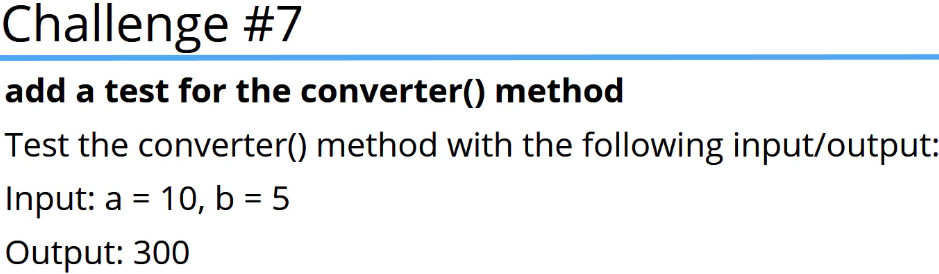 Challenge #7
add a test for the converter() method
Test the converter() method with the following input/output:
Input: a = 10, b = 5
Output: 300